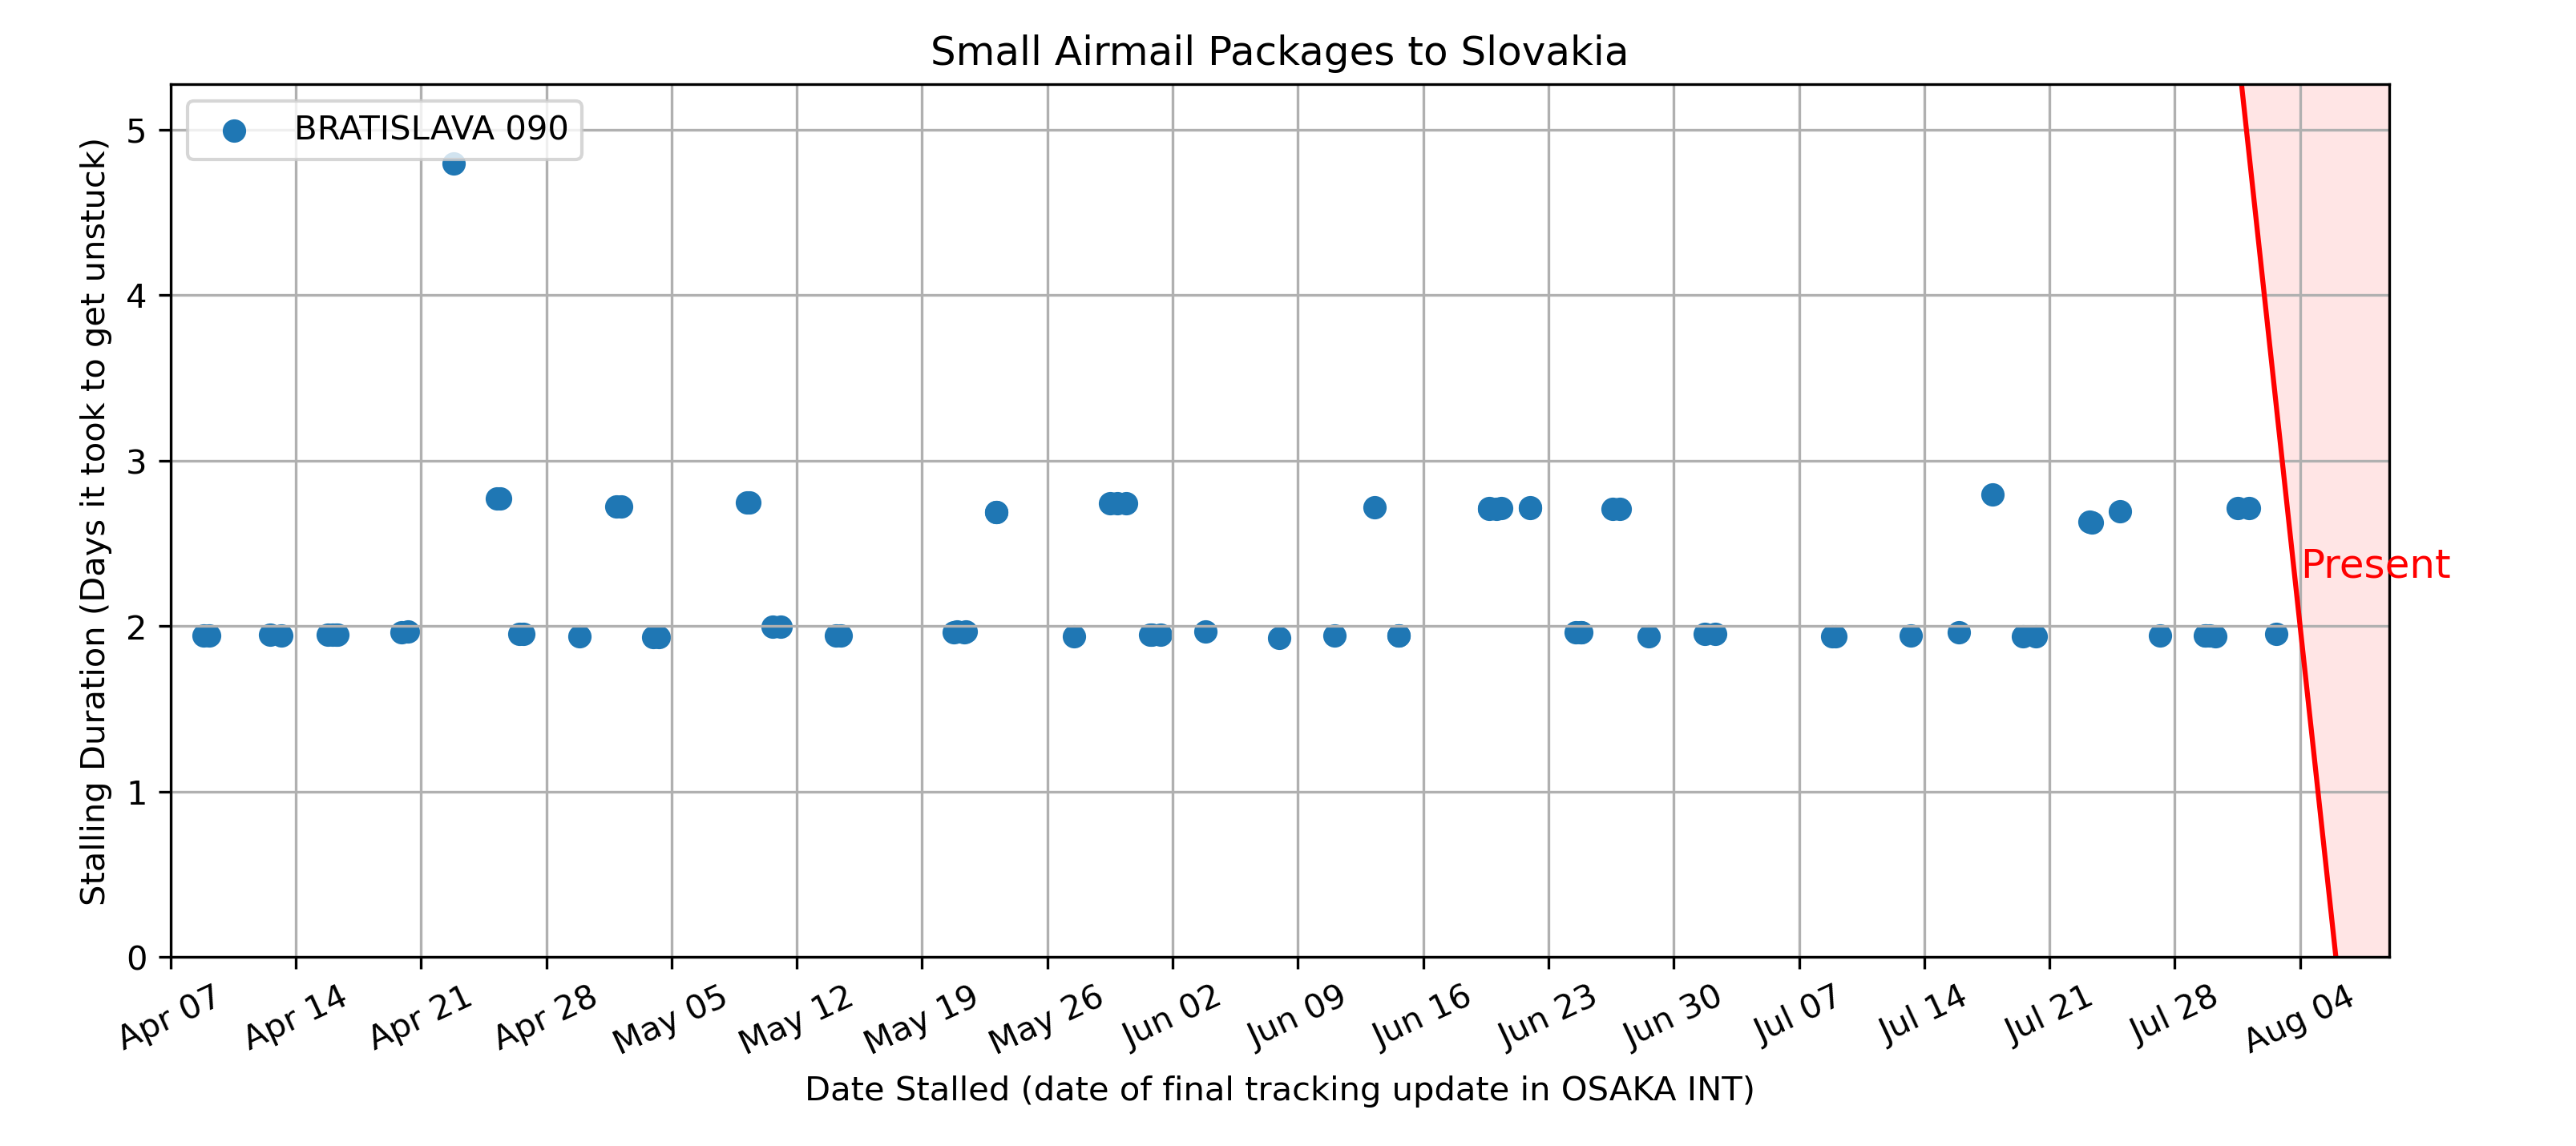 Small Airmail Packages to Slovakia
BRATISLAVA 090
Stalling Duration (Days it took to get unstuck)
5
4
3
2
1
0
Present
Apr 07
Apr 14
Apr 21
Apr 28
May 05
May 12
May 19
May 26
Jun 02
Jun 09
Jun 16
Jun 23
Jun 30
Jul 07
Jul 14
Jul 21
Jul 28
Aug 04
Date Stalled (date of final tracking update in OSAKA INT)